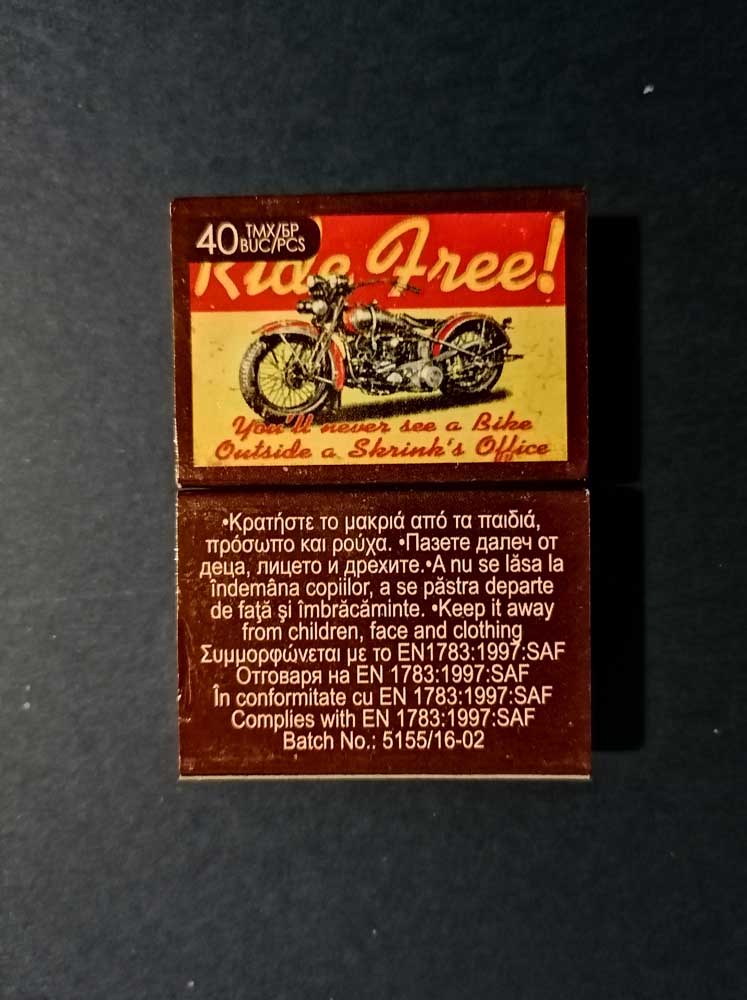 40 ΤΜΧ/БР
BUC/PCS
Ride Free!
You'll never see a Bike
Outside a Skrink's Office
•Κρατήστε το μακριά από τα παιδιά,
πρόσωπο και ρούχα. •Пазете далеч от
деца, лицето и дрехите.•A nu se lăsa la
îndemâna copiilor, a se păstra departe
de faţă şi îmbrăcăminte. •Keep it away
from children, face and clothing
Συμμορφώνεται με το EN1783:1997:SAF
Отговаря на EN 1783:1997:SAF
În conformitate cu EN 1783:1997:SAF
Complies with EN 1783:1997:SAF
Batch No.: 5155/16-02